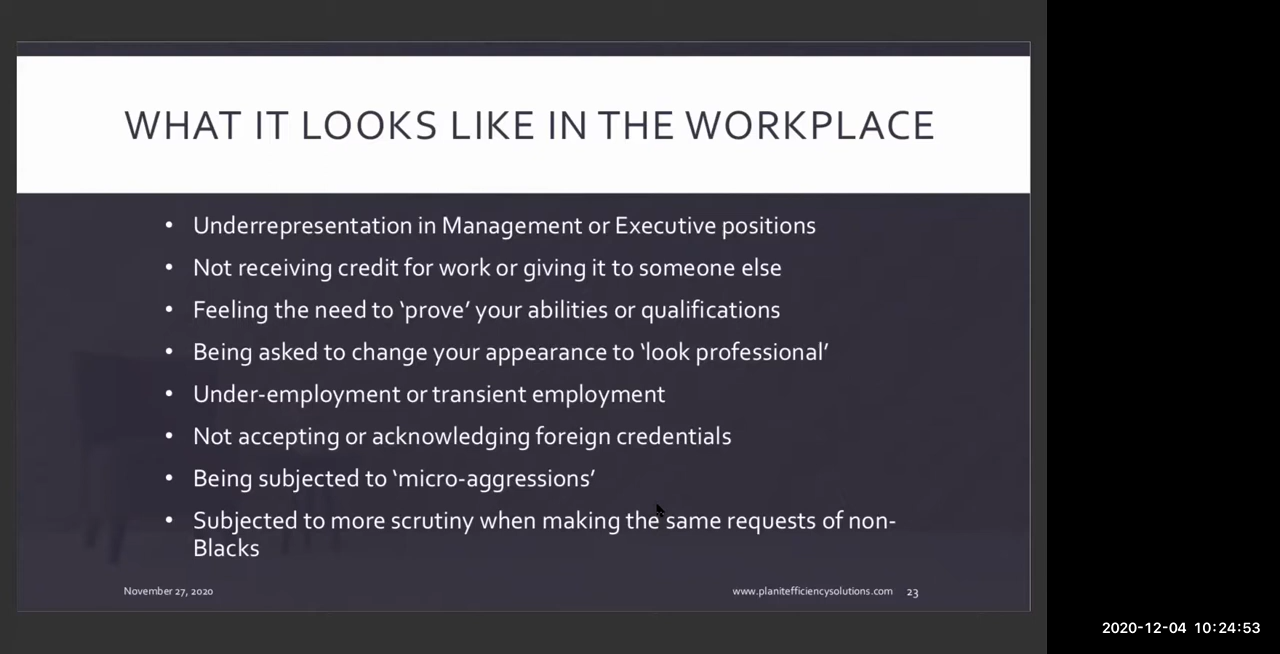 WHAT IT LOOKS LIKE IN THE WORKPLACE
• Underrepresentation in Management or Executive positions
• Not receiving credit for work or giving it to someone else
• Feeling the need to ‘prove’ your abilities or qualifications
• Being asked to change your appearance to ‘look professional’
• Under-employment or transient employment
• Not accepting or acknowledging foreign credentials
• Being subjected to ‘micro-aggressions’
• Subjected to more scrutiny when making the same requests of non-
Blacks
November 27, 2020
www.planitefficiencysolutions.com 23
2020-12-04 10:24:53